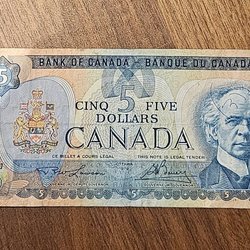 BANK OF CANADA - BANQUE DU CANADA
5
CINQ 5 FIVE
DOLLARS
CANADA
CE BILLET A COURS LÉGAL THIS NOTE IS LEGAL TENDER